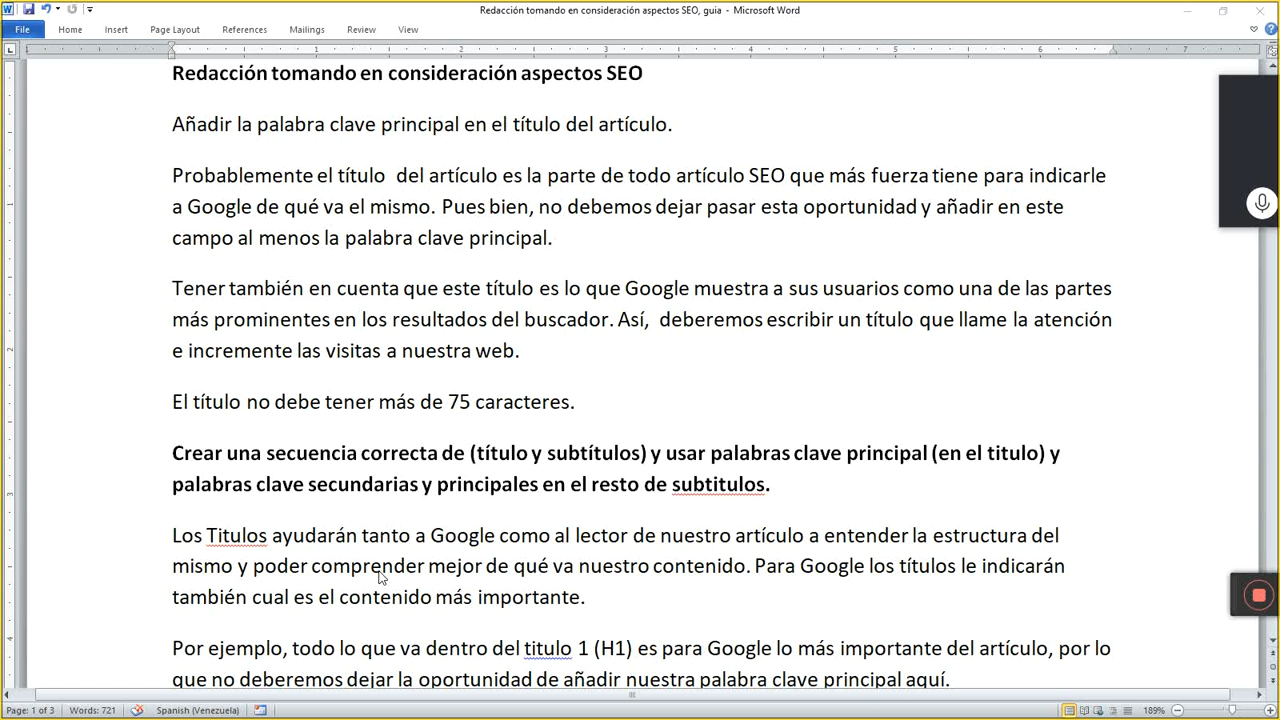 Redacción tomando en consideración aspectos SEO, guia - Microsoft Word
File Home Insert Page Layout References Mailings Review View
1 2 3 4 5 6 7
Redacción tomando en consideración aspectos SEO
Añadir la palabra clave principal en el título del artículo.
Probablemente el título  del artículo es la parte de todo artículo SEO que más fuerza tiene para indicarle
a Google de qué va el mismo. Pues bien, no debemos dejar pasar esta oportunidad y añadir en este
campo al menos la palabra clave principal.
Tener también en cuenta que este título es lo que Google muestra a sus usuarios como una de las partes
más prominentes en los resultados del buscador. Así,  deberemos escribir un título que llame la atención
e incremente las visitas a nuestra web.
El título no debe tener más de 75 caracteres.
Crear una secuencia correcta de (título y subtítulos) y usar palabras clave principal (en el titulo) y
palabras clave secundarias y principales en el resto de subtitulos.
Los Titulos ayudarán tanto a Google como al lector de nuestro artículo a entender la estructura del
mismo y poder comprender mejor de qué va nuestro contenido. Para Google los títulos le indicarán
también cual es el contenido más importante.
Por ejemplo, todo lo que va dentro del titulo 1 (H1) es para Google lo más importante del artículo, por lo
que no deberemos dejar la oportunidad de añadir nuestra palabra clave principal aquí.
Page: 1 of 3 Words: 721 Spanish (Venezuela) 189%